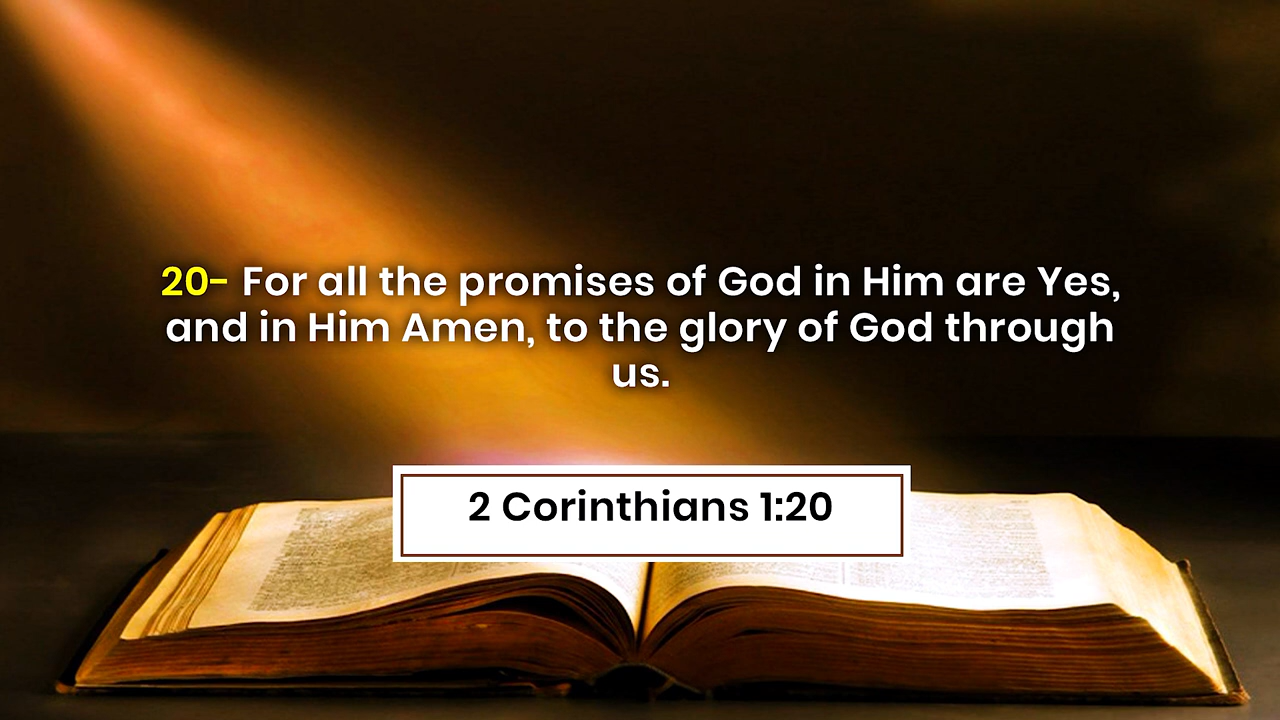 20- For all the promises of God in Him are Yes,
and in Him Amen, to the glory of God through
us.
2 Corinthians 1:20